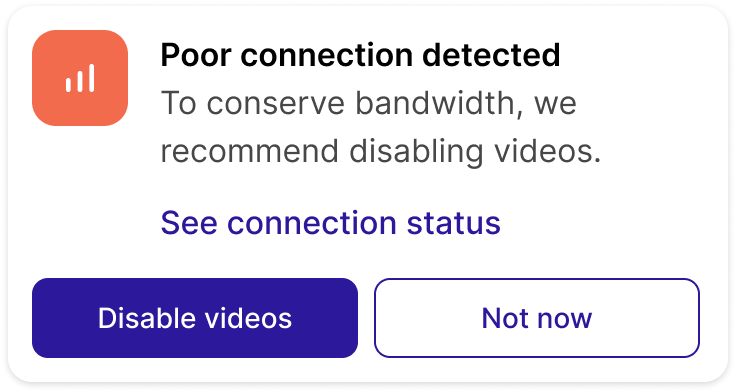 Poor connection detected
To conserve bandwidth, we
recommend disabling videos.
See connection status
Disable videos
Not now